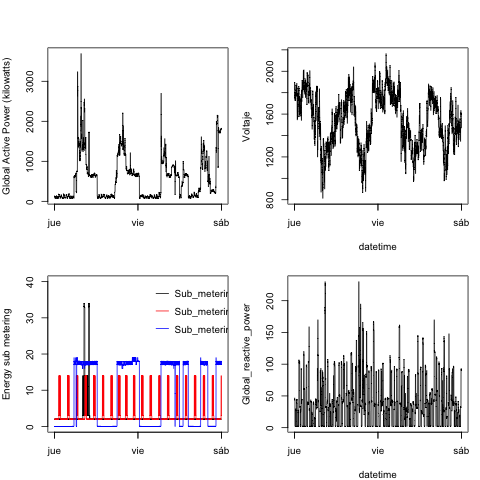 Global Active Power (kilowatts)
0 1000 2000 3000
jue vie sáb
Voltaje
800 1200 1600 2000
jue vie sáb
datetime
Energy sub metering
0 10 20 30 40
Sub_meterin
Sub_meterin
Sub_meterin
jue vie sáb
Global_reactive_power
0 50 100 150 200
jue vie sáb
datetime